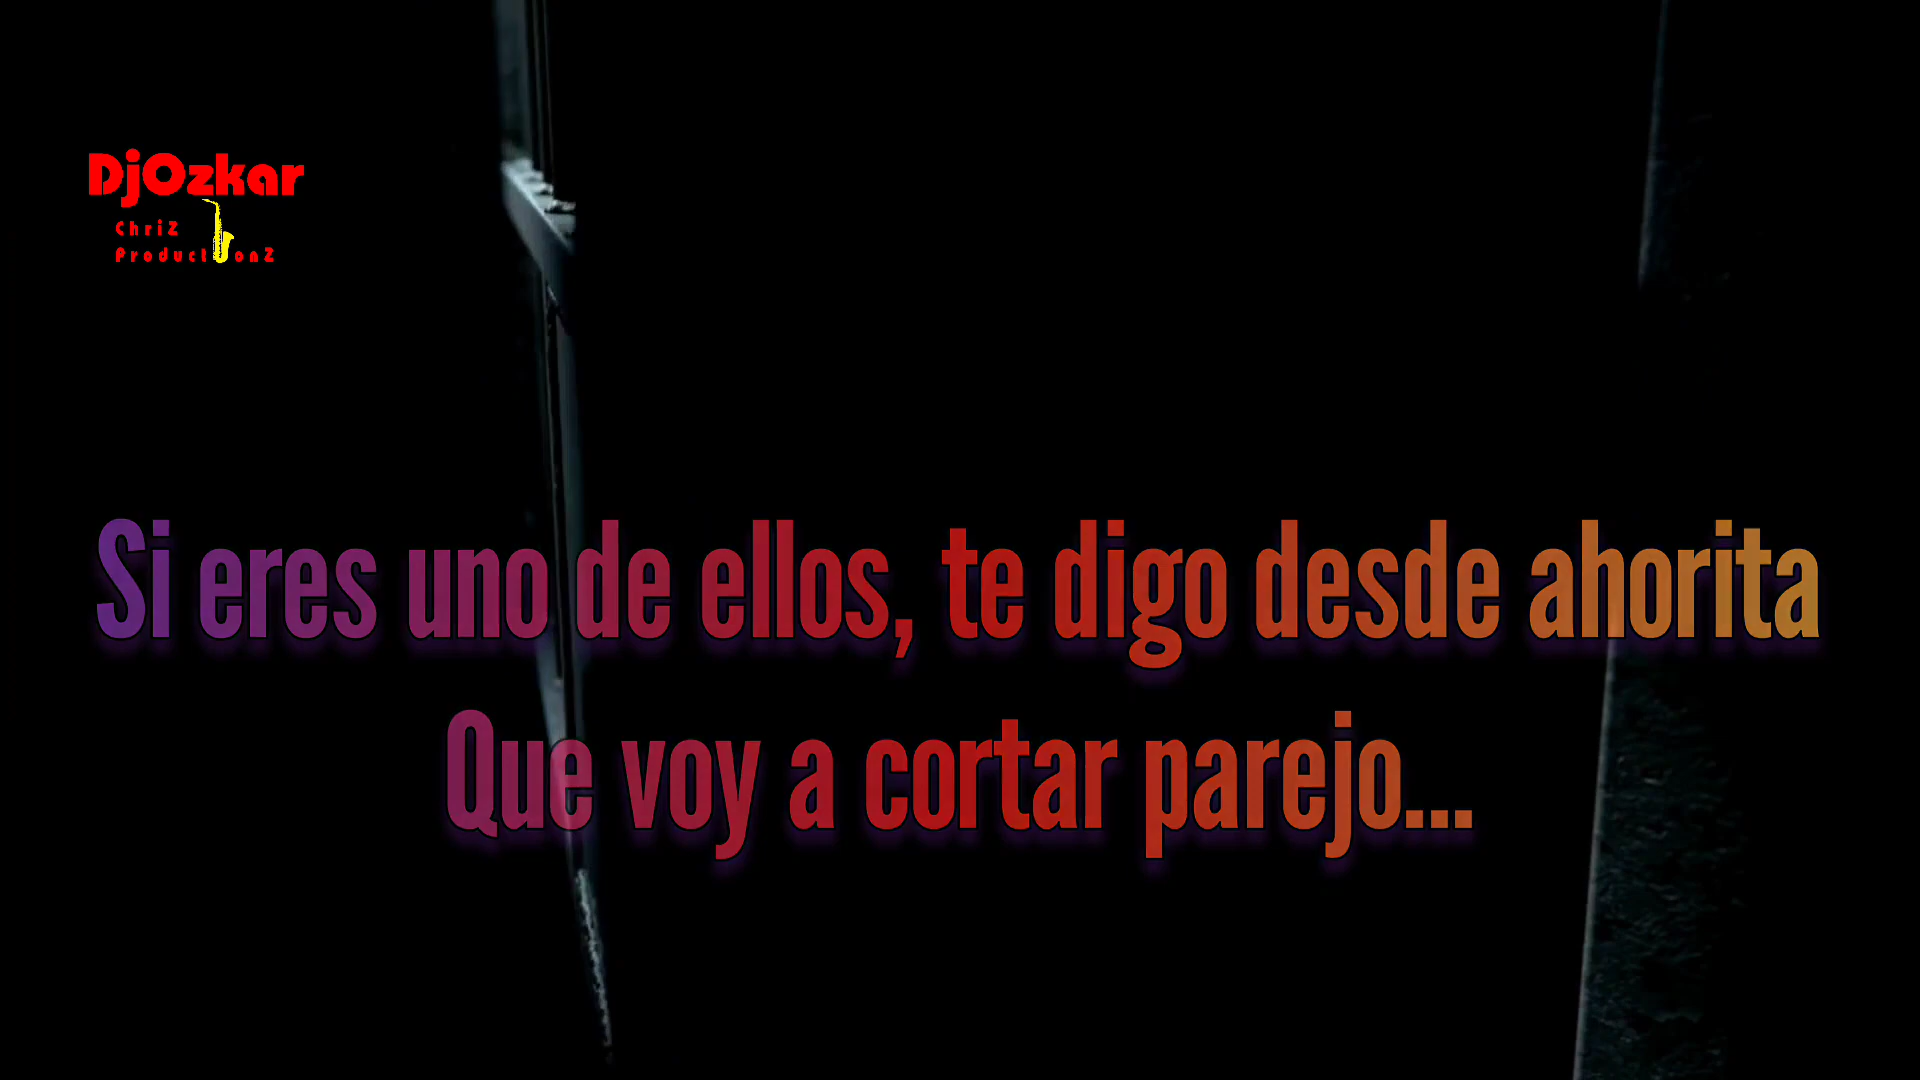 DjOzkar
ChriZ
ProductionZ
Si eres uno de ellos, te digo desde ahorita
Que voy a cortar parejo...